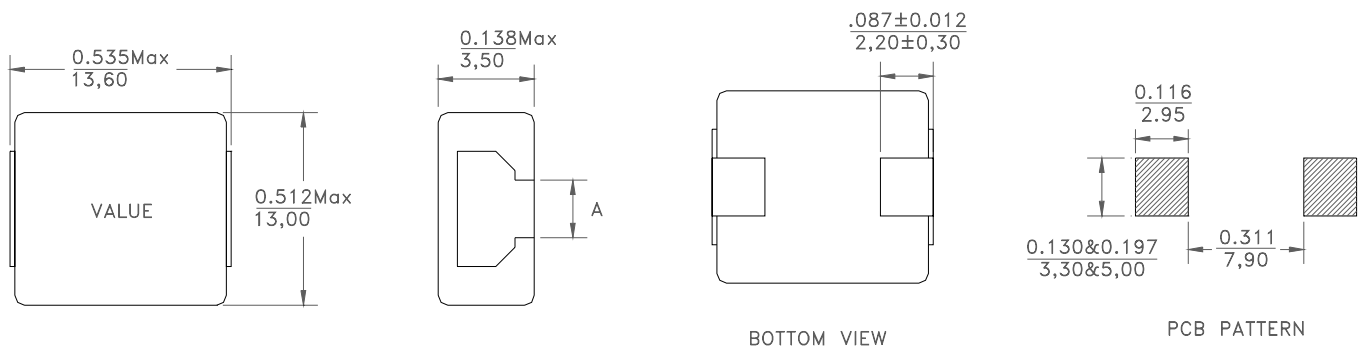 0.535Max
13,60
VALUE
0.512Max
13,00
0.138Max
3,50
A
.087±0.012
2,20±0,30
BOTTOM VIEW
0.116
2.95
0.130&0.197
3,30&5,00
0.311
7,90
PCB PATTERN